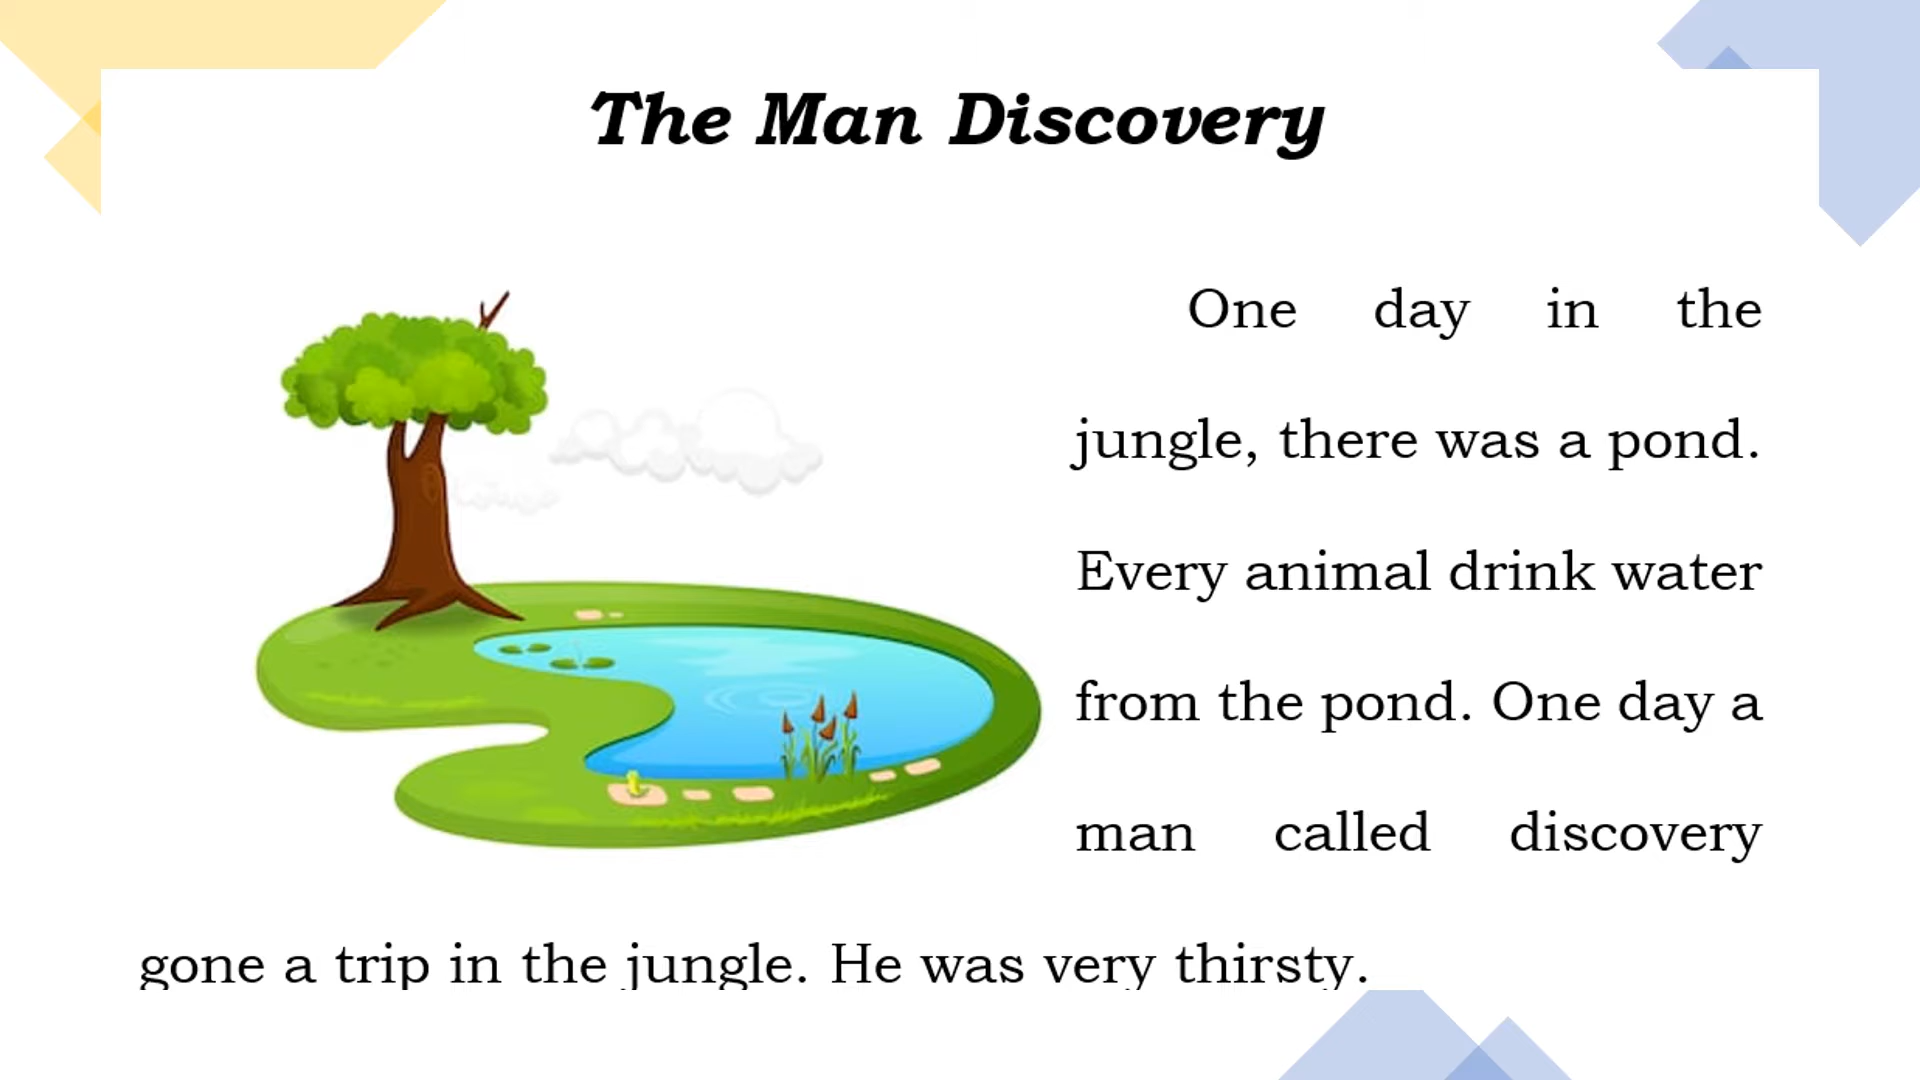 The Man Discovery
One day in the
jungle, there was a pond.
Every animal drink water
from the pond. One day a
man called discovery
gone a trip in the jungle. He was very thirsty.